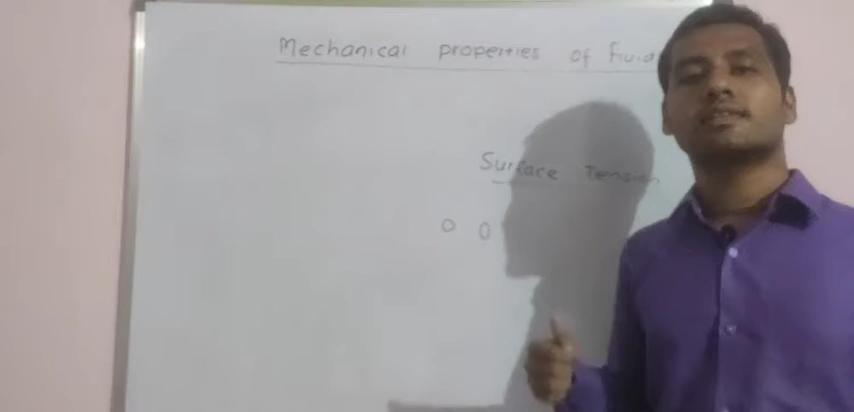 Mechanical properties of Fluid
Surface Tension
O O